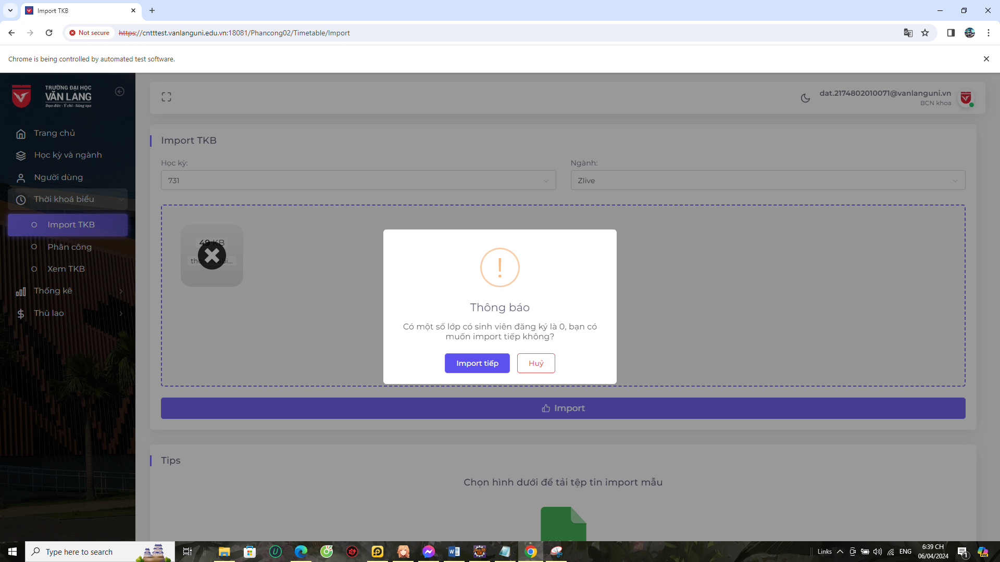 Import TKB
Not secure
https://cntttest.vanlanguni.edu.vn:18081/Phancong02/Timetable/Import
Chrome is being controlled by automated test software.
TRƯỜNG ĐẠI HỌC
VĂN LANG
Đạo đức - Ý chí - Sáng tạo
dat.2174802010071@vanlanguni.vn
BCN khoa
Trang chủ
Học kỳ và ngành
Người dùng
Thời khoá biểu
Import TKB
Phân công
Xem TKB
Thống kê
Thù lao
Import TKB
Học kỳ:
731
Ngành:
Zlive
49 KB
Thông báo
Có một số lớp có sinh viên đăng ký là 0, bạn có
muốn import tiếp không?
Import tiếp
Huỷ
Import
Tips
Chọn hình dưới để tải tệp tin import mẫu
Type here to search
Links
ENG
6:39 CH
06/04/2024
1